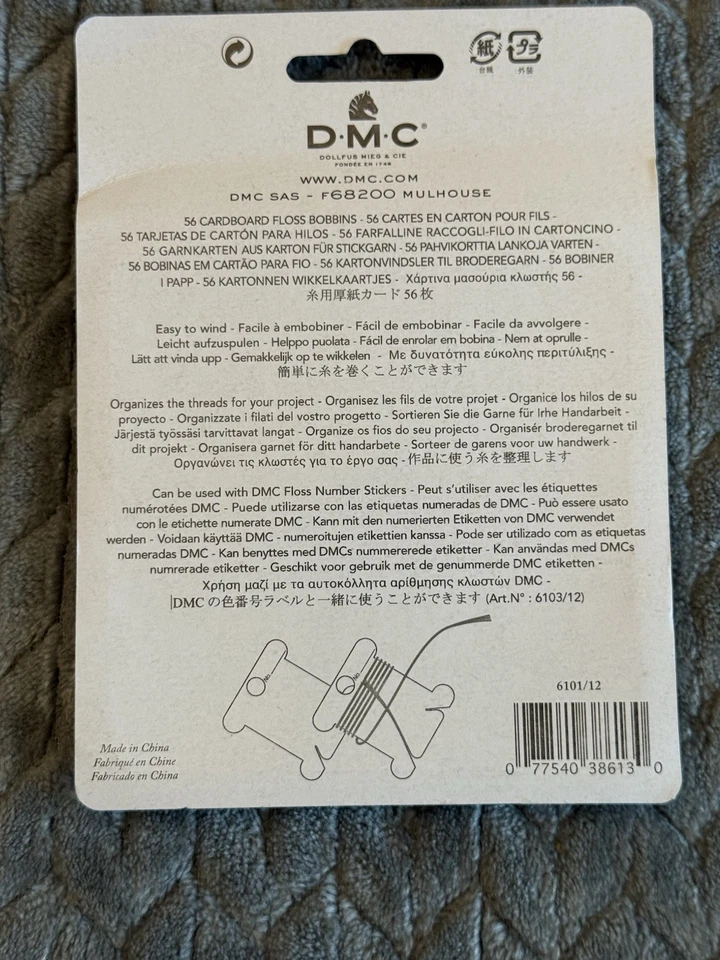 紙 プラ
台紙 外装
D·M·C®
DOLLFUS MIEG & CIE
FONDÉE EN 1746
WWW.DMC.COM
DMC SAS – F68200 MULHOUSE
56 CARDBOARD FLOSS BOBBINS - 56 CARTES EN CARTON POUR FILS -
56 TARJETAS DE CARTÓN PARA HILOS - 56 FARFALLINE RACCOGLI-FILO IN CARTONCINO -
56 GARNKARTEN AUS KARTON FÜR STICKGARN - 56 PAHVIKORTTIA LANKOJA VARTEN -
56 BOBINAS EM CARTÃO PARA FIO - 56 KARTONVINDSLER TIL BRODEREGARN - 56 BOBINER
I PAPP - 56 KARTONNEN WIKKELKAARTJES - Χάρτινα μασούρια κλωστής 56 -
糸用厚紙カード 56 枚
Easy to wind - Facile à embobiner - Fácil de embobinar - Facile da avvolgere -
Leicht aufzuspulen - Helppo puolata - Fácil de enrolar em bobina - Nem at oprulle -
Lätt att vinda upp - Gemakkelijk op te wikkelen - Με δυνατότητα εύκολης περιτύλιξης -
簡単に糸を巻くことができます
Organizes the threads for your project - Organisez les fils de votre projet - Organice los hilos de su
proyecto - Organizzate i filati del vostro progetto - Sortieren Sie die Garne für Irhe Handarbeit -
Järjestä työssäsi tarvittavat langat - Organize os fios do seu projecto - Organisér broderegarnet til
dit projekt - Organisera garnet för ditt handarbete - Sorteer de garens voor uw handwerk -
Οργανώνει τις κλωστές για το έργο σας - 作品に使う糸を整理します
Can be used with DMC Floss Number Stickers - Peut s'utiliser avec les étiquettes
numérotées DMC - Puede utilizarse con las etiquetas numeradas de DMC - Può essere usato
con le etichette numerate DMC - Kann mit den numerierten Etiketten von DMC verwendet
werden - Voidaan käyttää DMC - numeroitujen etikettien kanssa - Pode ser utilizado com as etiquetas
numeradas DMC - Kan benyttes med DMCs nummererede etiketter - Kan användas med DMCs
numrerade etiketter - Geschikt voor gebruik met de genummerde DMC etiketten -
Χρήση μαζί με τα αυτοκόλλητα αρίθμησης κλωστών DMC -
DMC の色番号ラベルと一緒に使うことができます (Art.N° : 6103/12)
No. No.
6101/12
Made in China
Fabriqué en Chine
Fabricado en China
0 77540 38613 0